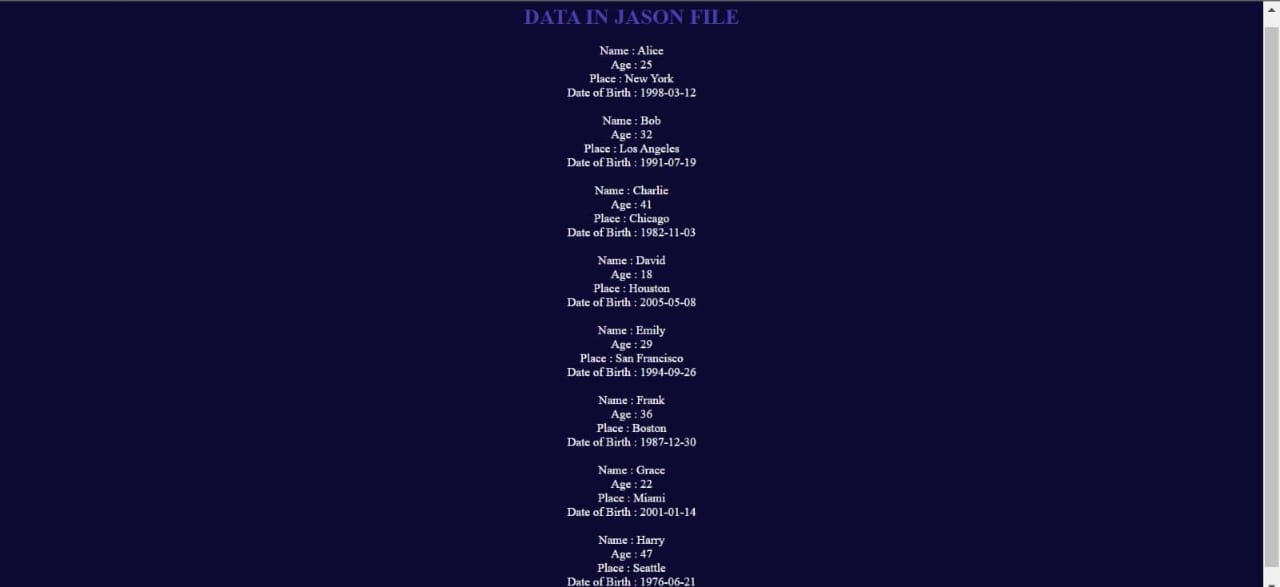 DATA IN JASON FILE
Name : Alice
Age : 25
Place : New York
Date of Birth : 1998-03-12
Name : Bob
Age : 32
Place : Los Angeles
Date of Birth : 1991-07-19
Name : Charlie
Age : 41
Place : Chicago
Date of Birth : 1982-11-03
Name : David
Age : 18
Place : Houston
Date of Birth : 2005-05-08
Name : Emily
Age : 29
Place : San Francisco
Date of Birth : 1994-09-26
Name : Frank
Age : 36
Place : Boston
Date of Birth : 1987-12-30
Name : Grace
Age : 22
Place : Miami
Date of Birth : 2001-01-14
Name : Harry
Age : 47
Place : Seattle
Date of Birth : 1976-06-21